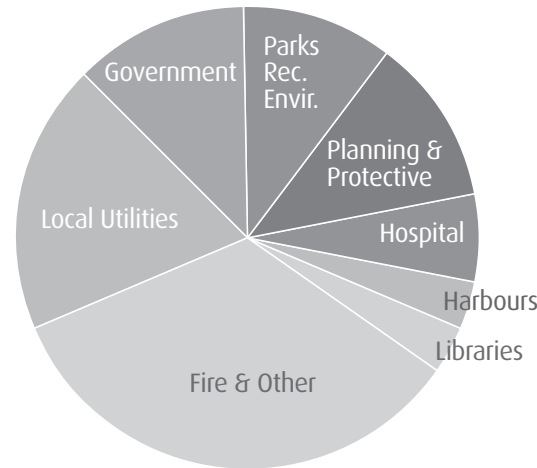 Parks
Rec.
Envir.
Government
Planning &
Protective
Local Utilities
Hospital
Harbours
Libraries
Fire & Other